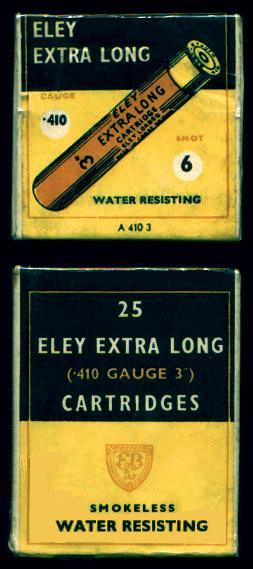 ELEY
EXTRA LONG
GAUGE
·410
ELEY
EXTRA LONG
CARTRIDGE
3"
SHOT
6
WATER RESISTING
A 410 3
25
ELEY EXTRA LONG
(·410 GAUGE 3")
CARTRIDGES
SMOKELESS
WATER RESISTING